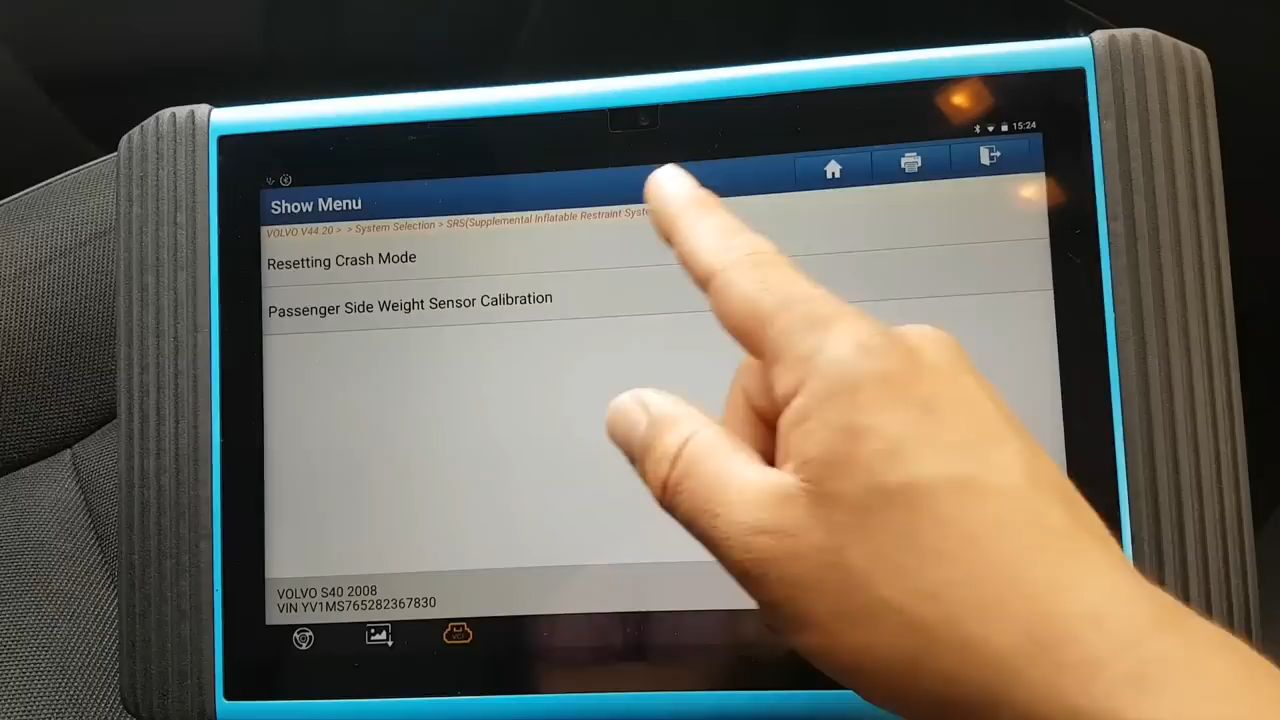 15:24
Show Menu
VOLVO V44.20 > > System Selection > SRS(Supplemental Inflatable Restraint
Resetting Crash Mode
Passenger Side Weight Sensor Calibration
VOLVO S40 2008
VIN YV1MS765282367830
VCI